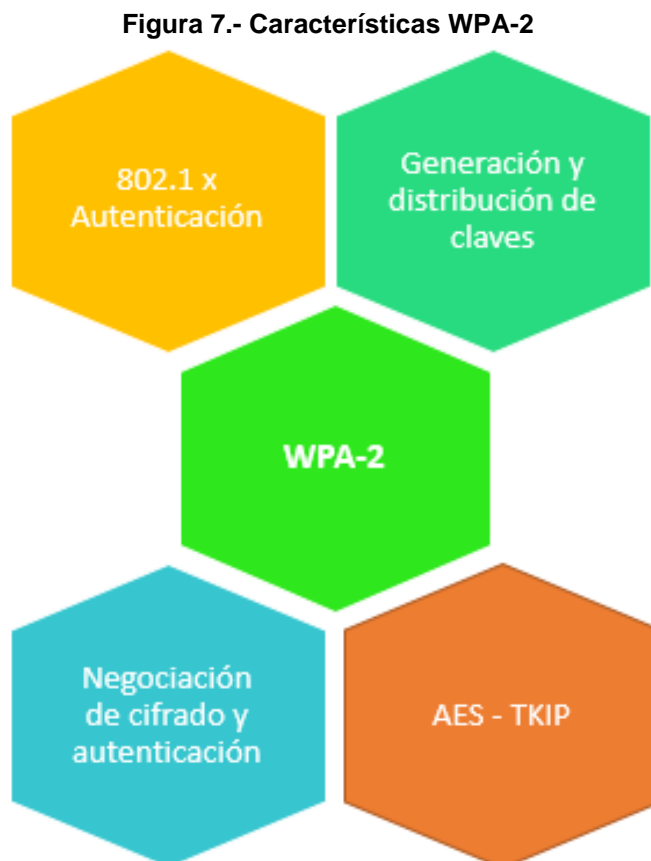 Figura 7.- Características WPA-2
802.1 x
Autenticación
Generación y
distribución de
claves
WPA-2
Negociación
de cifrado y
autenticación
AES - TKIP